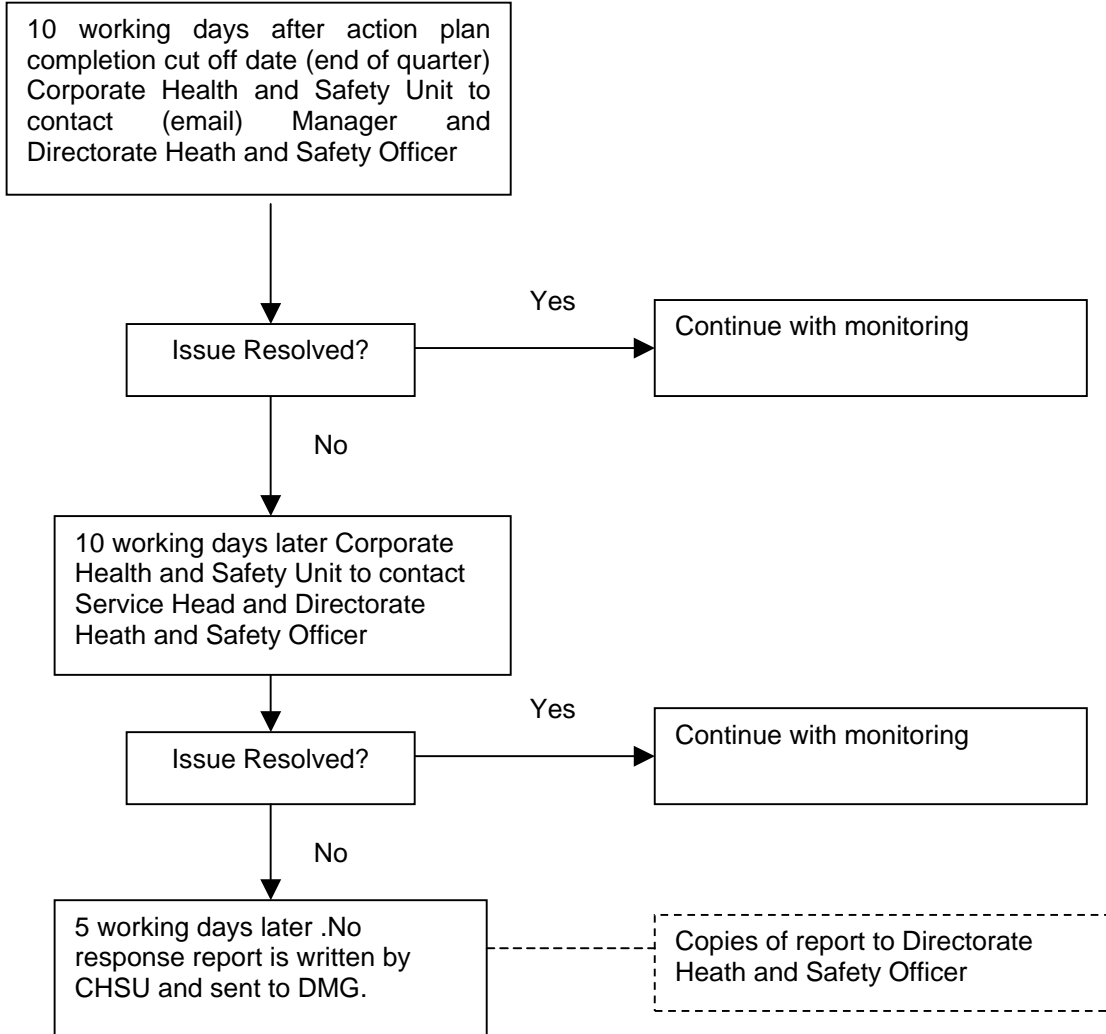 10 working days after action plan
completion cut off date (end of quarter)
Corporate Health and Safety Unit to
contact (email) Manager and
Directorate Heath and Safety Officer
Yes
Issue Resolved?
Continue with monitoring
No
10 working days later Corporate
Health and Safety Unit to contact
Service Head and Directorate
Heath and Safety Officer
Yes
Issue Resolved?
Continue with monitoring
No
5 working days later .No
response report is written by
CHSU and sent to DMG.
Copies of report to Directorate
Heath and Safety Officer